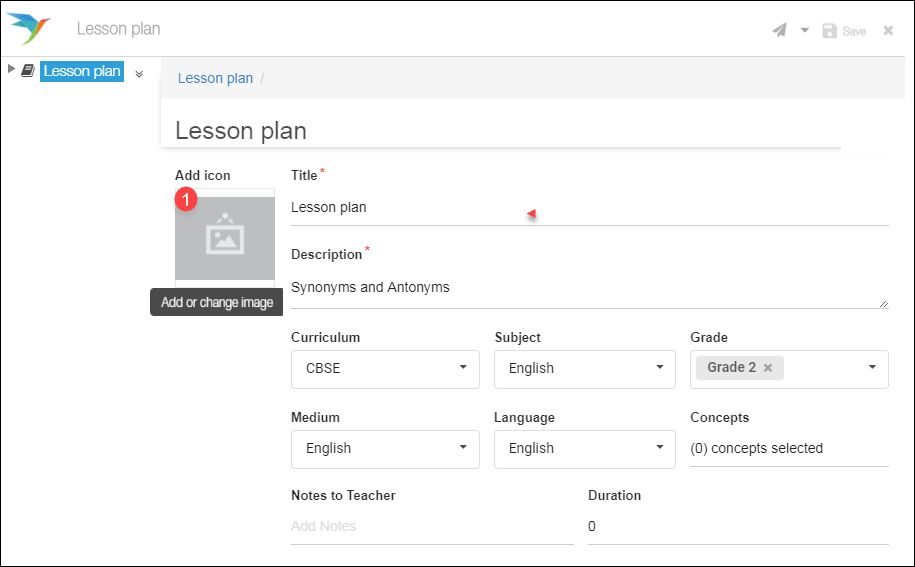 Lesson plan
Save
Lesson plan
Lesson plan /
Lesson plan
Add icon
1
Add or change image
Title*
Lesson plan
Description*
Synonyms and Antonyms
Curriculum Subject Grade
CBSE English Grade 2
Medium Language Concepts
English English (0) concepts selected
Notes to Teacher Duration
Add Notes 0